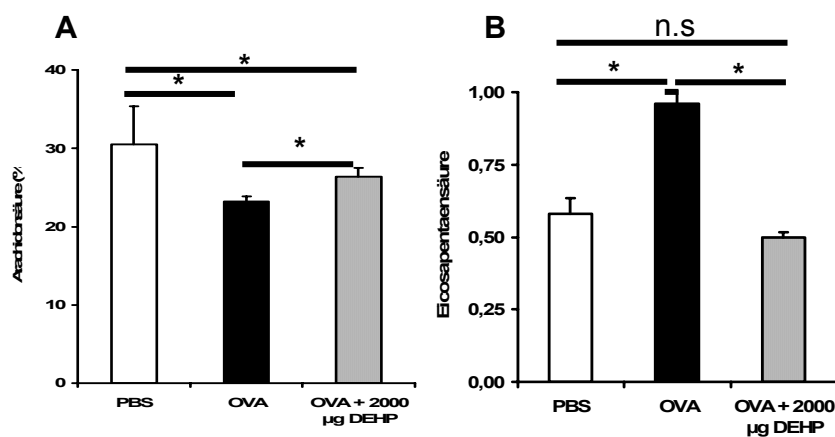 A
*
*
*
Arachidonsäure (%
40
30
20
10
0
PBS
OVA
OVA + 2000
µg DEHP
B
n.s
*
*
Eicosapentaensäure
1,00
0,75
0,50
0,25
0,00
PBS
OVA
OVA + 2000
µg DEHP